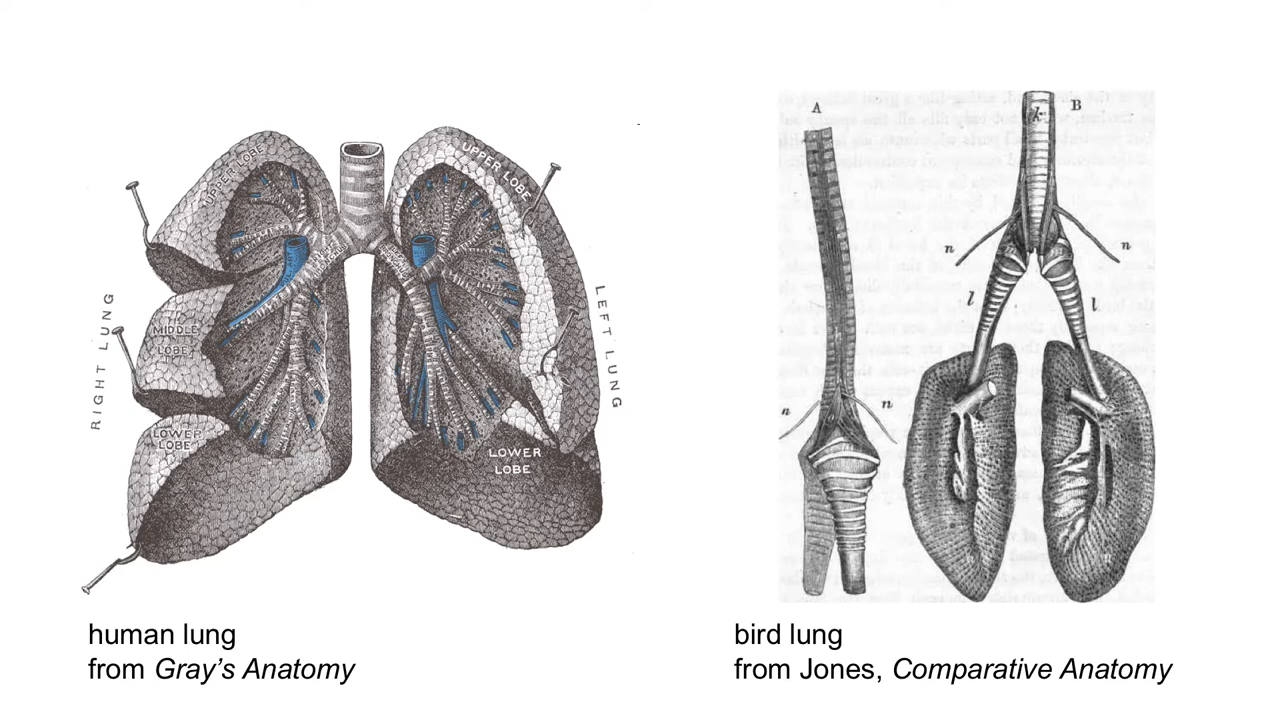 UPPER LOBE
UPPER LOBE
RIGHT LUNG
MIDDLE
LOBE
LOWER
LOBE
LEFT LUNG
LOWER
LOBE
A
B
k
n
n
l
l
n
n
human lung
from Gray’s Anatomy
bird lung
from Jones, Comparative Anatomy